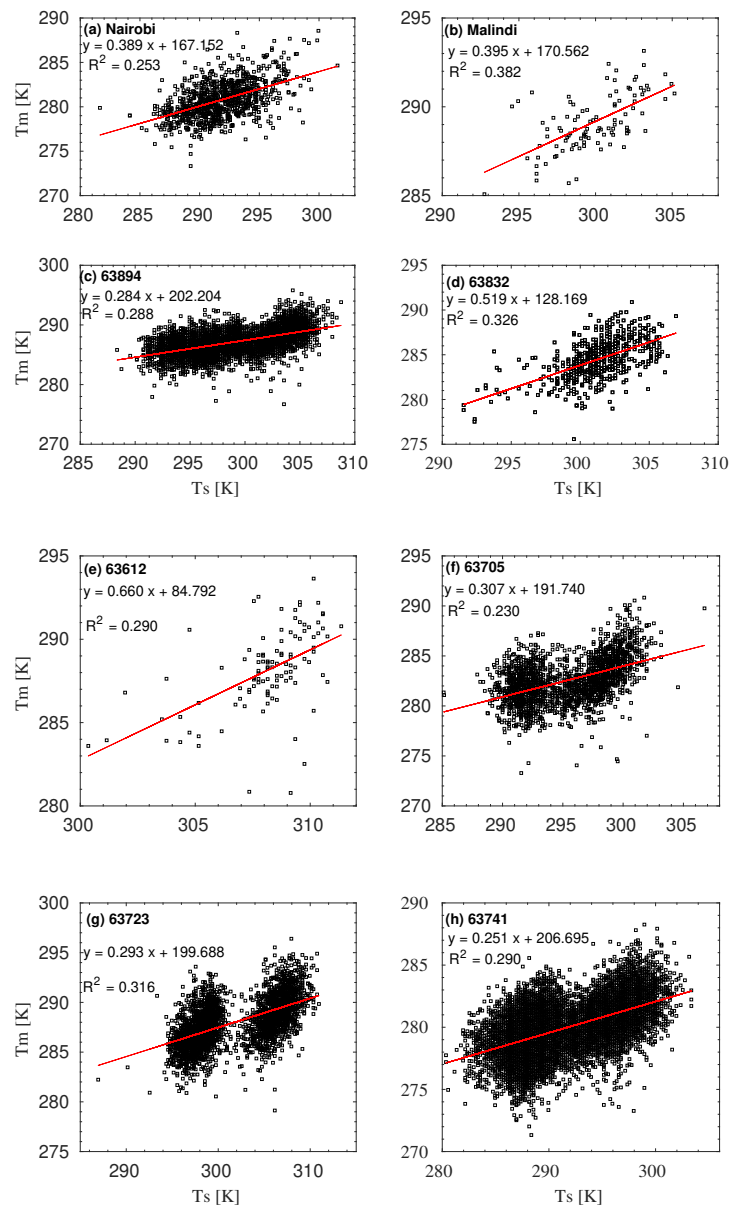 (a) Nairobi
y = 0.389 x + 167.152
R² = 0.253
Tm [K]
290
285
280
275
270
280 285 290 295 300
(b) Malindi
y = 0.395 x + 170.562
R² = 0.382
295
290
285
290 295 300 305
(c) 63894
y = 0.284 x + 202.204
R² = 0.288
Tm [K]
300
290
280
270
285 290 295 300 305 310
Ts [K]
(d) 63832
y = 0.519 x + 128.169
R² = 0.326
295
290
285
280
275
290 295 300 305 310
Ts [K]
(e) 63612
y = 0.660 x + 84.792
R² = 0.290
Tm [K]
295
290
285
280
300 305 310
(f) 63705
y = 0.307 x + 191.740
R² = 0.230
295
290
285
280
275
270
285 290 295 300 305
(g) 63723
y = 0.293 x + 199.688
R² = 0.316
Tm [K]
300
295
290
285
280
275
290 300 310
Ts [K]
(h) 63741
y = 0.251 x + 206.695
R² = 0.290
290
285
280
275
270
280 290 300
Ts [K]